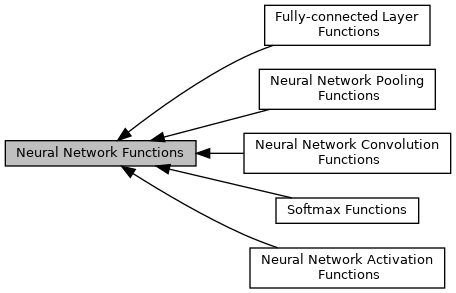 Fully-connected Layer
Functions
Neural Network Pooling
Functions
Neural Network Functions
Neural Network Convolution
Functions
Softmax Functions
Neural Network Activation
Functions